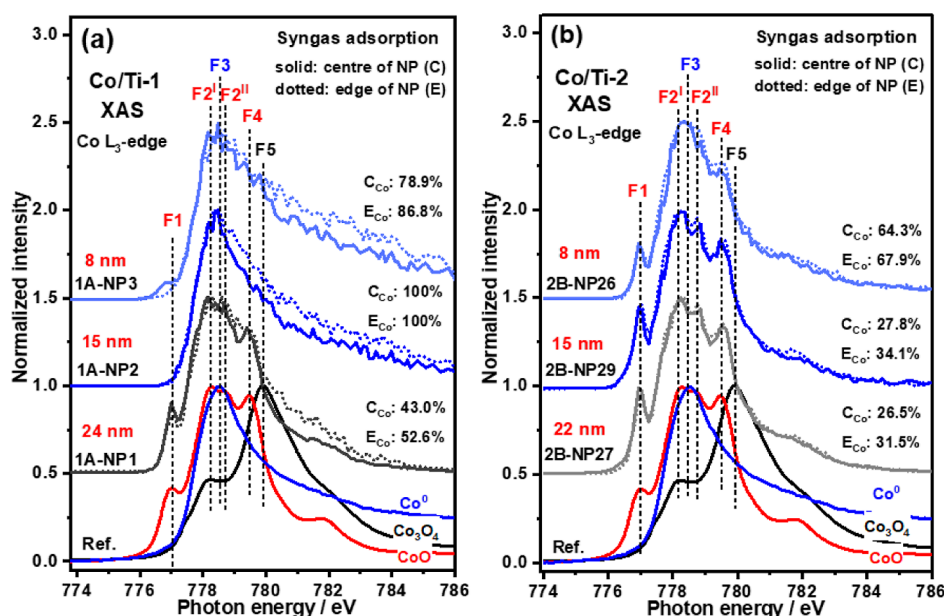 (a)
Syngas adsorption
solid: centre of NP (C)
dotted: edge of NP (E)
Co/Ti-1
XAS
Co L3-edge
F3
F2I
F2II
F4
F5
F1
CCo: 78.9%
ECo: 86.8%
8 nm
1A-NP3
CCo: 100%
ECo: 100%
15 nm
1A-NP2
CCo: 43.0%
ECo: 52.6%
24 nm
1A-NP1
Co0
Co3O4
CoO
Ref.
3.0
2.5
2.0
1.5
1.0
0.5
0.0
Normalized intensity
774 776 778 780 782 784 786
Photon energy / eV
(b)
Syngas adsorption
solid: centre of NP (C)
dotted: edge of NP (E)
Co/Ti-2
XAS
Co L3-edge
F3
F2I
F2II
F4
F5
F1
CCo: 64.3%
ECo: 67.9%
8 nm
2B-NP26
CCo: 27.8%
ECo: 34.1%
15 nm
2B-NP29
CCo: 26.5%
ECo: 31.5%
22 nm
2B-NP27
Co0
Co3O4
CoO
Ref.
3.0
2.5
2.0
1.5
1.0
0.5
0.0
Normalized intensity
774 776 778 780 782 784 786
Photon energy / eV